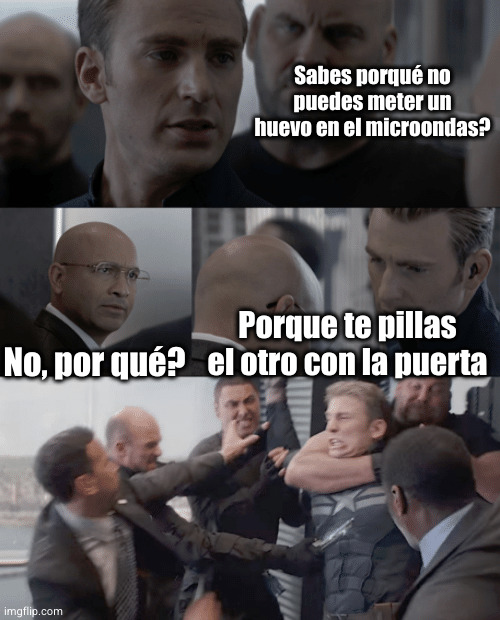 Sabes porqué no
puedes meter un
huevo en el microondas?
No, por qué?
Porque te pillas
el otro con la puerta
imgflip.com